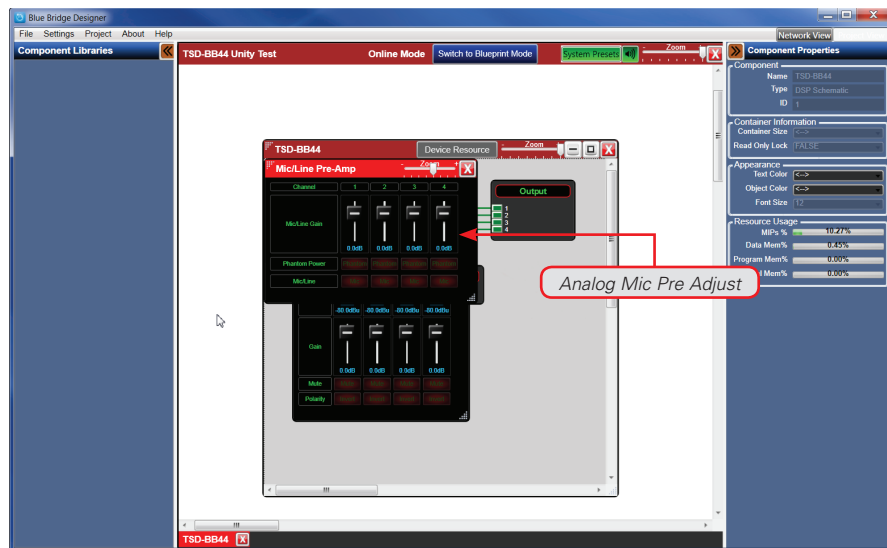 Blue Bridge Designer
File Settings Project About Help
Network View
Component Libraries
TSD-BB44 Unity Test
Online Mode
Switch to Blueprint Mode
System Presets
- Zoom
X
Component Properties
Component
Name TSD-BB44
Type DSP Schematic
ID 1
Container Information
Container Size <-->
Read Only Lock FALSE
Appearance
Text Color <-->
Object Color <-->
Font Size 12
Resource Usage
MIPs % 10.27%
Data Mem% 0.45%
Program Mem% 0.00%
Mem% 0.00%
TSD-BB44
Device Resource
- Zoom
X
Mic/Line Pre-Amp
- Zoom +
X
Channel 1 2 3 4
Mic/Line Gain
0.0dB 0.0dB 0.0dB 0.0dB
Phantom Power
Mic/Line
Output
1
2
3
4
Analog Mic Pre Adjust
-80.0dBu -80.0dBu -80.0dBu -80.0dBu
Gain
0.0dB 0.0dB 0.0dB 0.0dB
Mute
Polarity
TSD-BB44 X